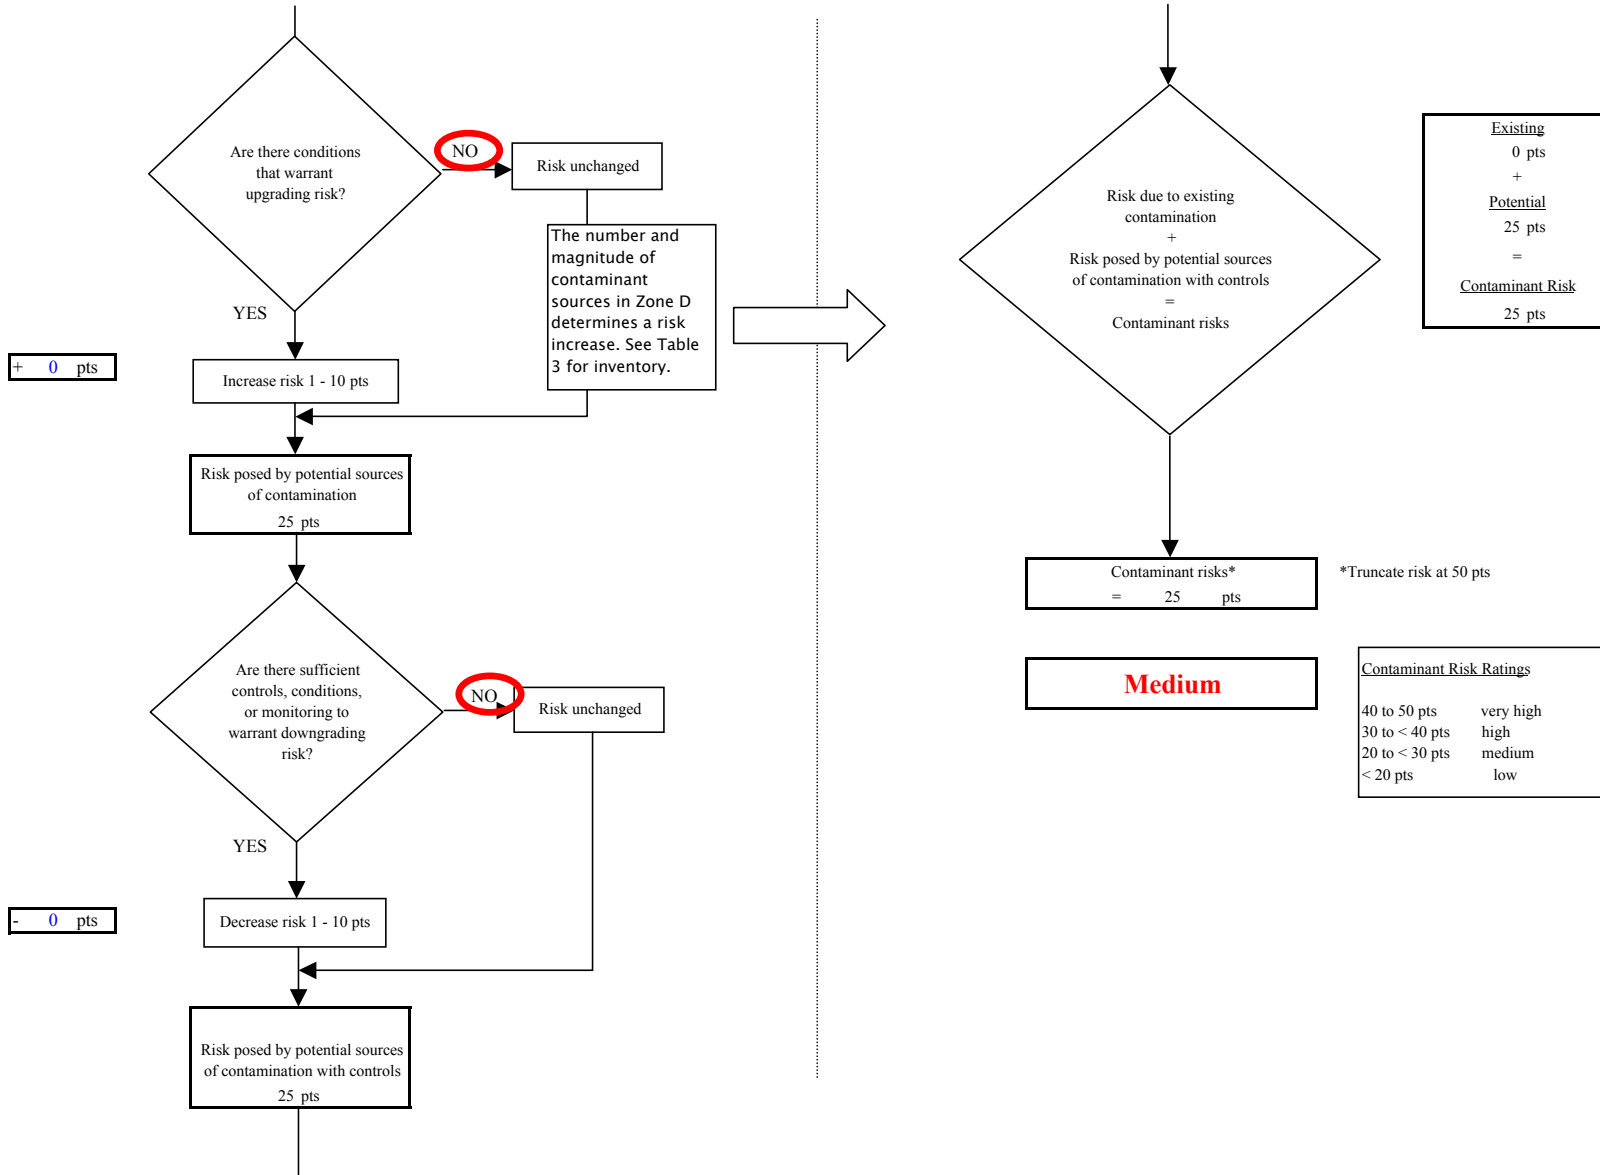 Are there conditions
that warrant
upgrading risk?
NO
Risk unchanged
The number and
magnitude of
contaminant
sources in Zone D
determines a risk
increase. See Table
3 for inventory.
YES
+ 0 pts
Increase risk 1 - 10 pts
Risk posed by potential sources
of contamination
25 pts
Are there sufficient
controls, conditions,
or monitoring to
warrant downgrading
risk?
NO
Risk unchanged
YES
- 0 pts
Decrease risk 1 - 10 pts
Risk posed by potential sources
of contamination with controls
25 pts
Risk due to existing
contamination
+
Risk posed by potential sources
of contamination with controls
=
Contaminant risks
Existing
0 pts
+
Potential
25 pts
=
Contaminant Risk
25 pts
Contaminant risks*
= 25 pts
*Truncate risk at 50 pts
Medium
Contaminant Risk Ratings
40 to 50 pts very high
30 to < 40 pts high
20 to < 30 pts medium
< 20 pts low